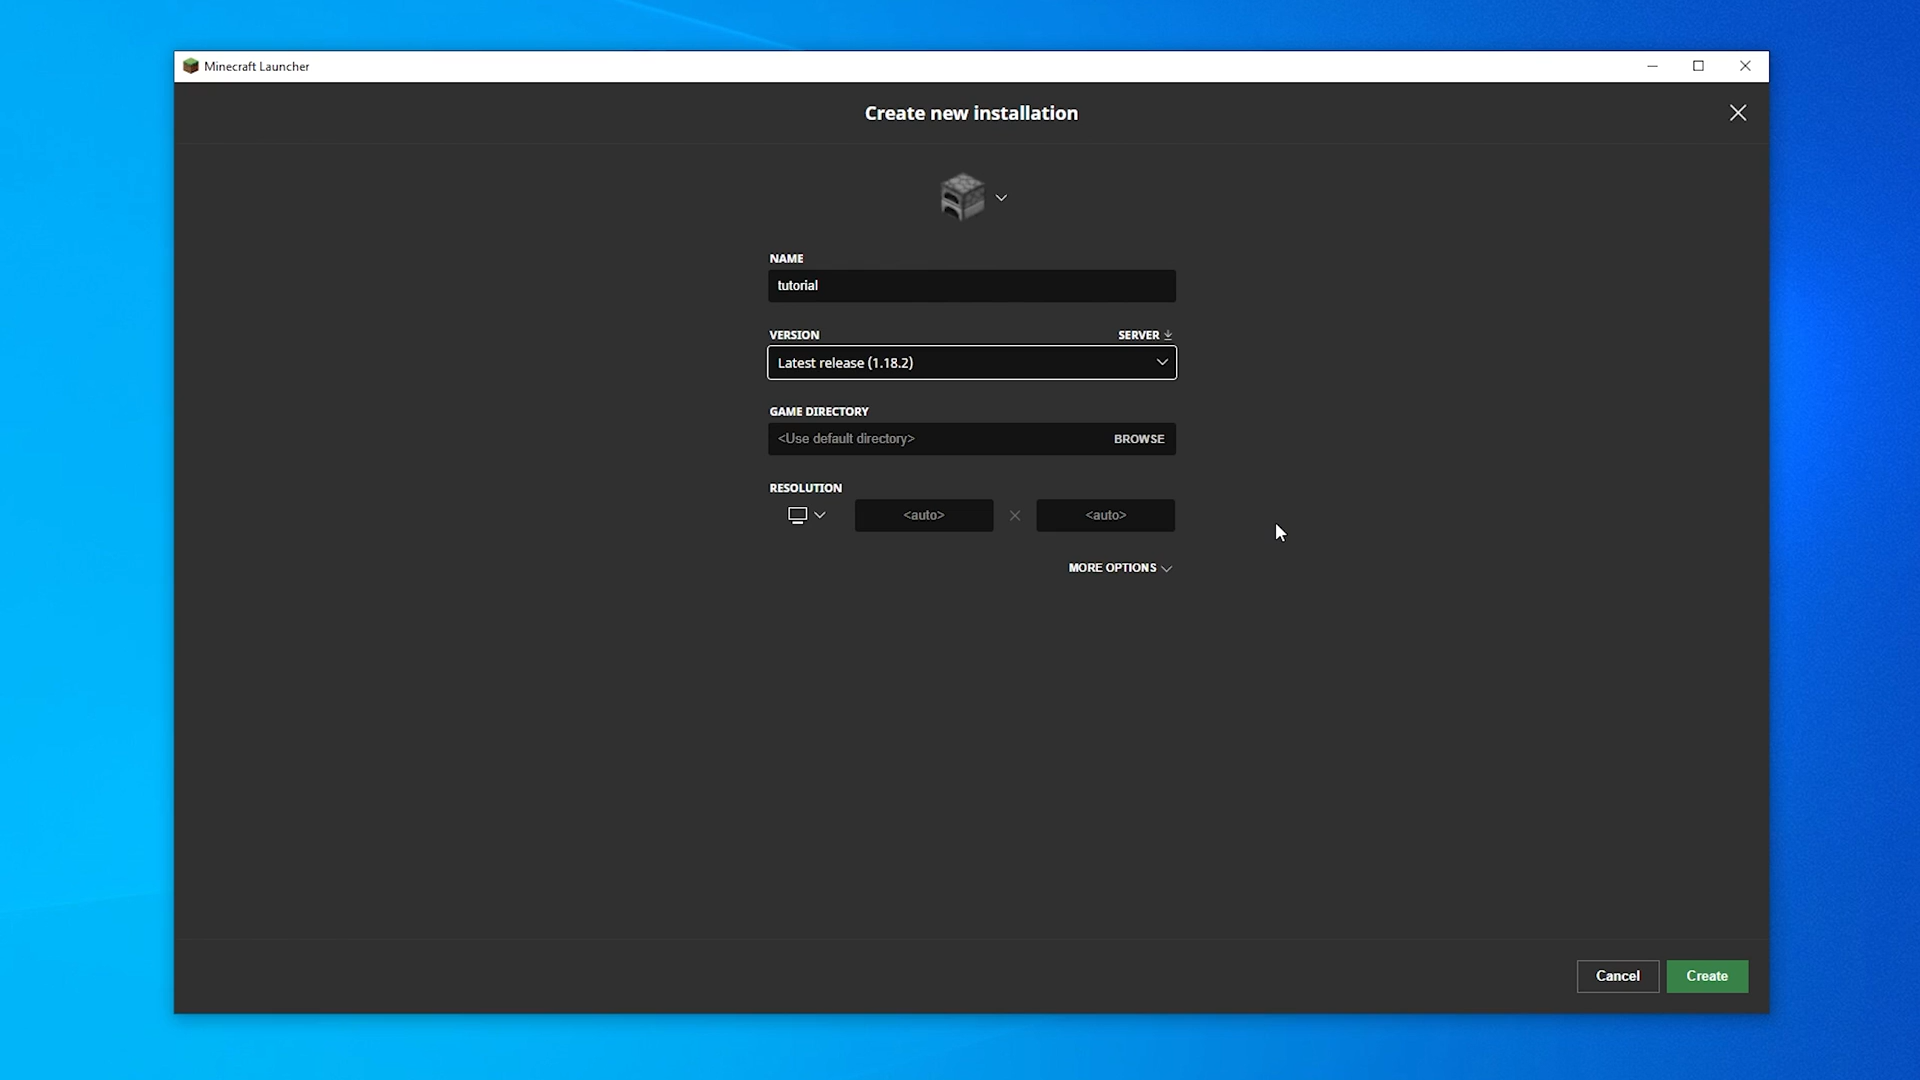 Minecraft Launcher
Create new installation
NAME
tutorial
VERSION
SERVER
Latest release (1.18.2)
GAME DIRECTORY
<Use default directory>
BROWSE
RESOLUTION
<auto>
<auto>
MORE OPTIONS
Cancel
Create